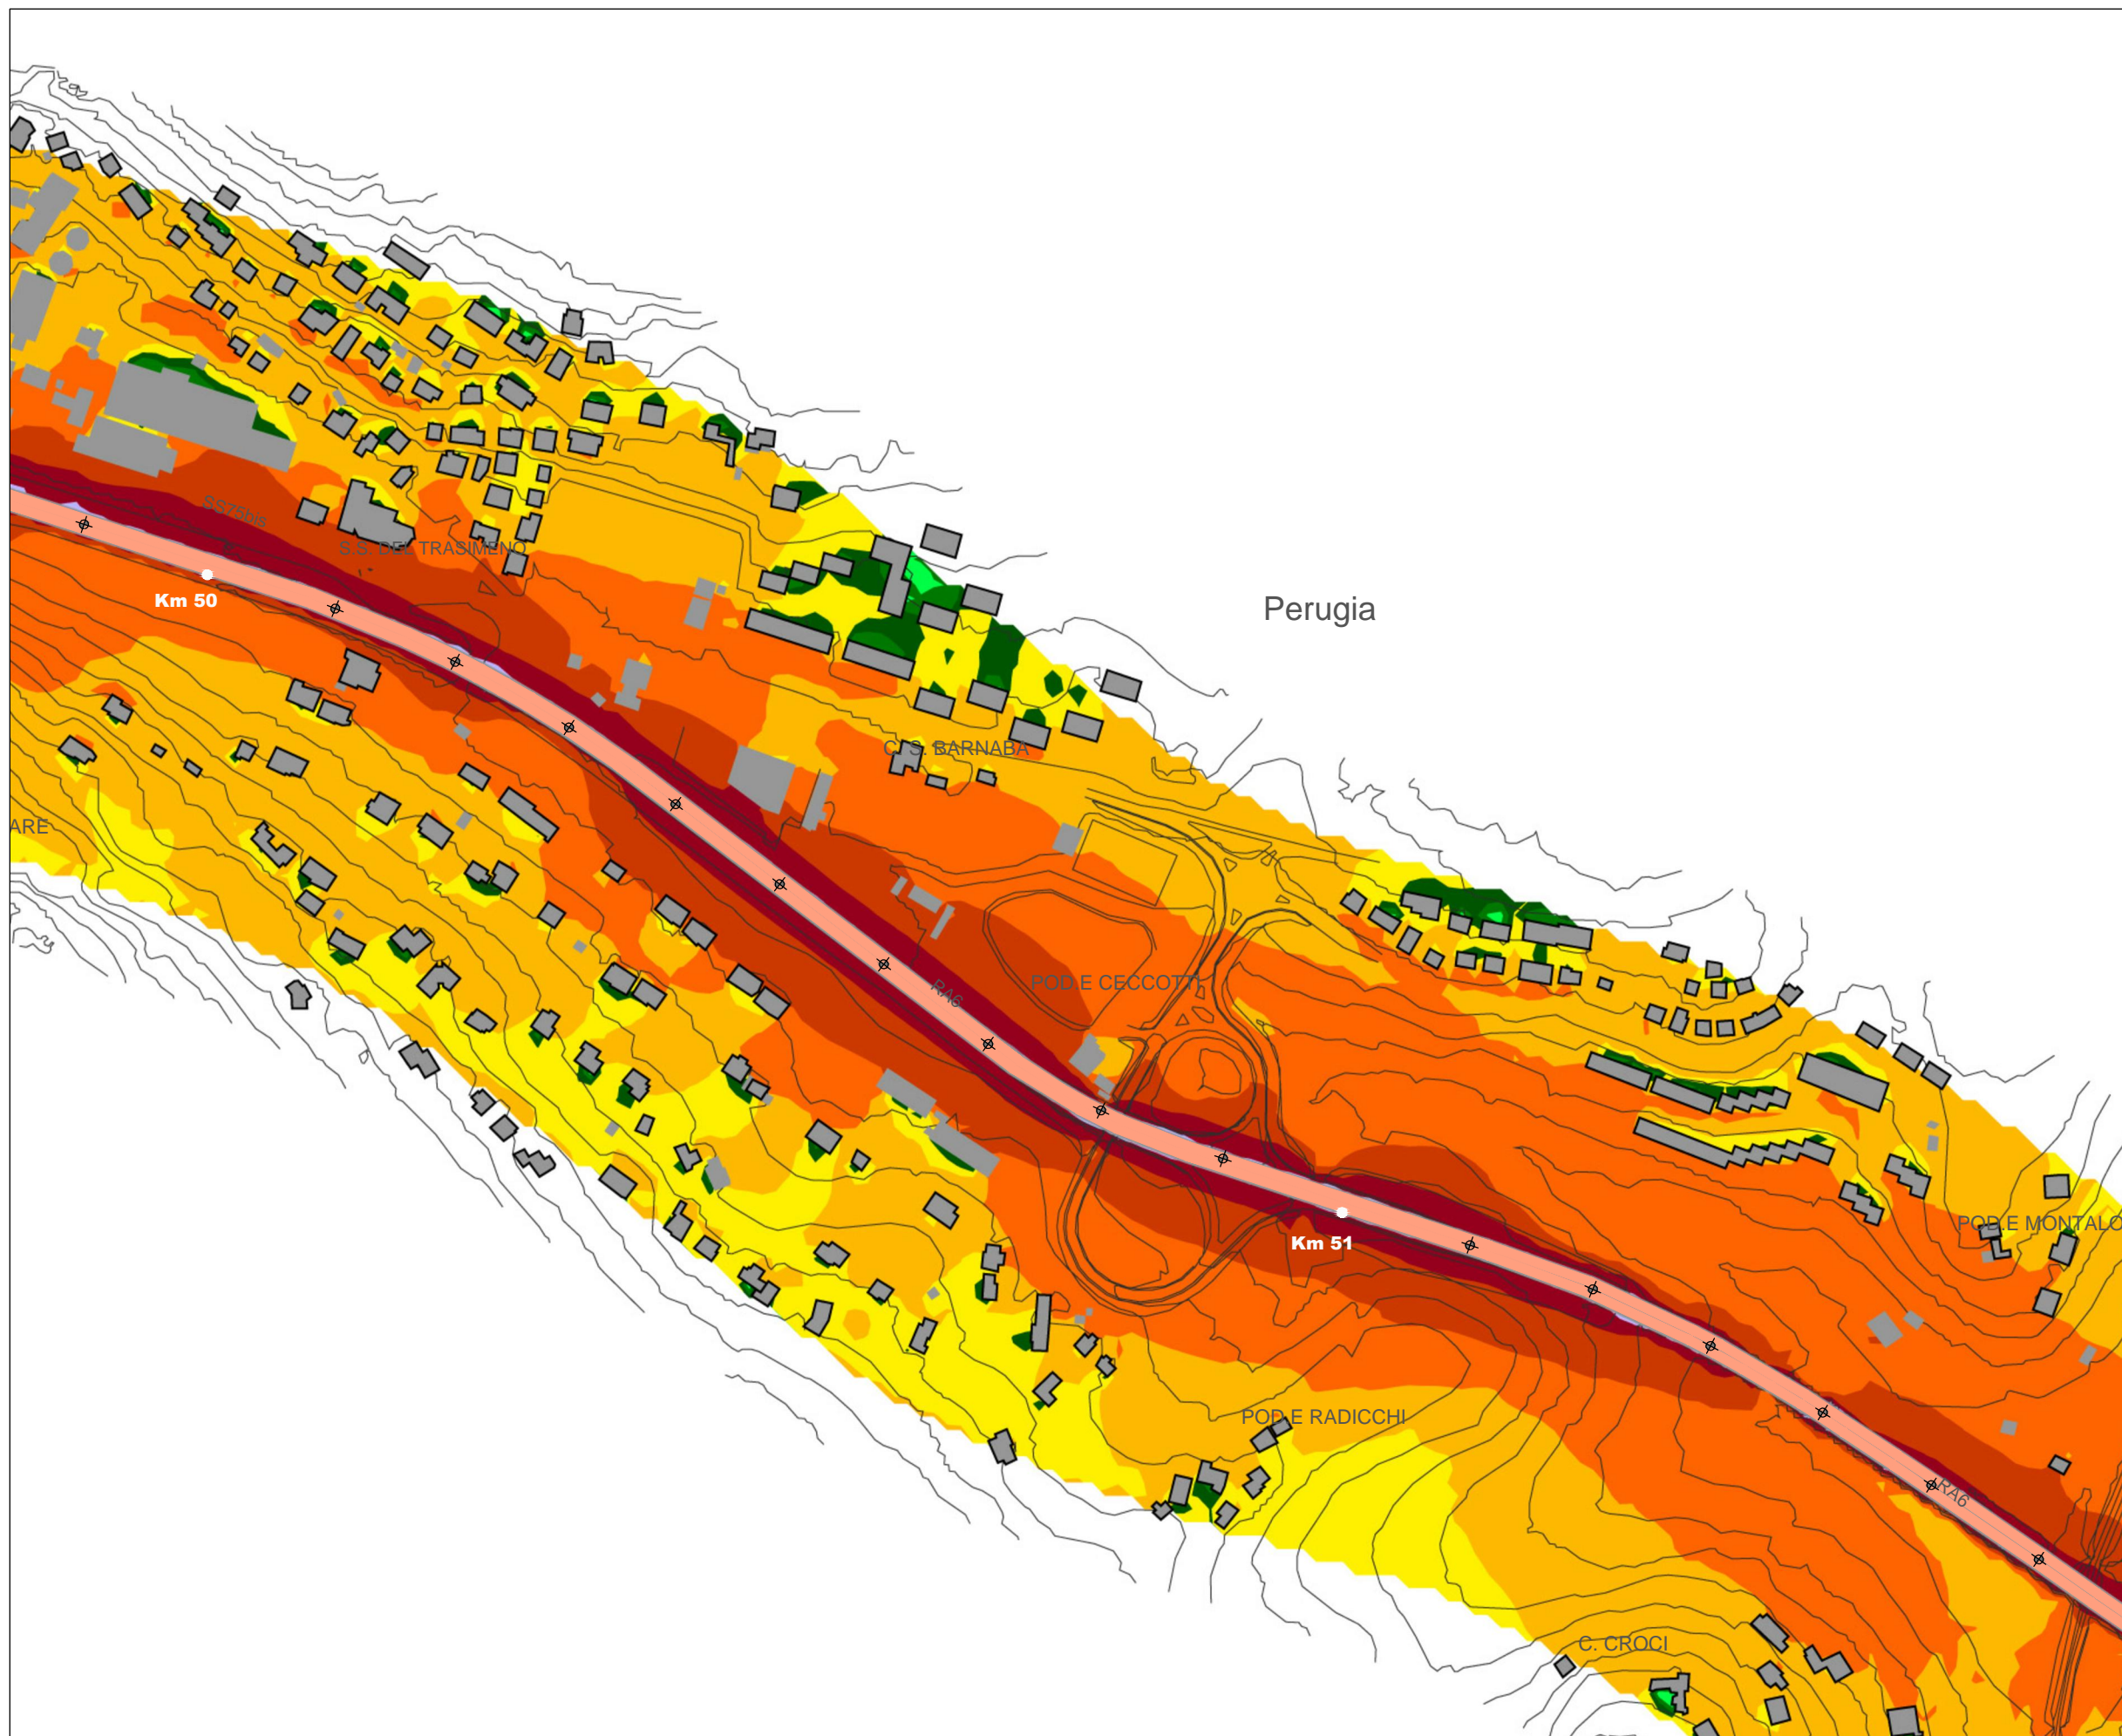 SS75bis
S.S. DEL TRASIMENO
Km 50
Perugia
C. S. BARNABA
ARE
RA6
POD.E CECCOTTI
POD.E MONTALO
Km 51
POD.E RADICCHI
RA6
C. CROCI